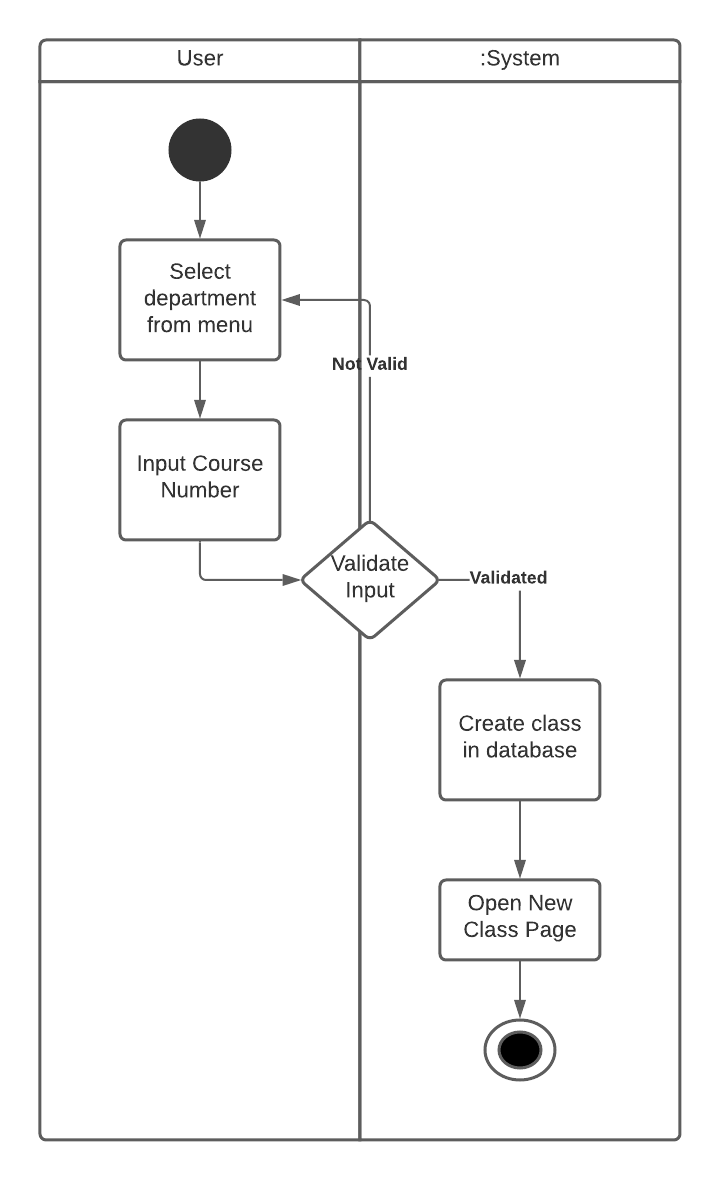 User
:System
Select
department
from menu
Not Valid
Input Course
Number
Validate
Input
Validated
Create class
in database
Open New
Class Page